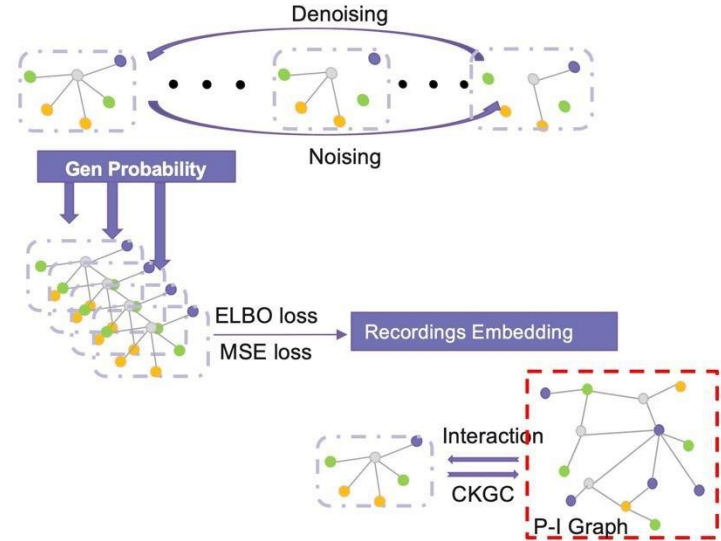 Denoising
Noising
Gen Probability
ELBO loss
MSE loss
Recordings Embedding
Interaction
CKGC
P-I Graph